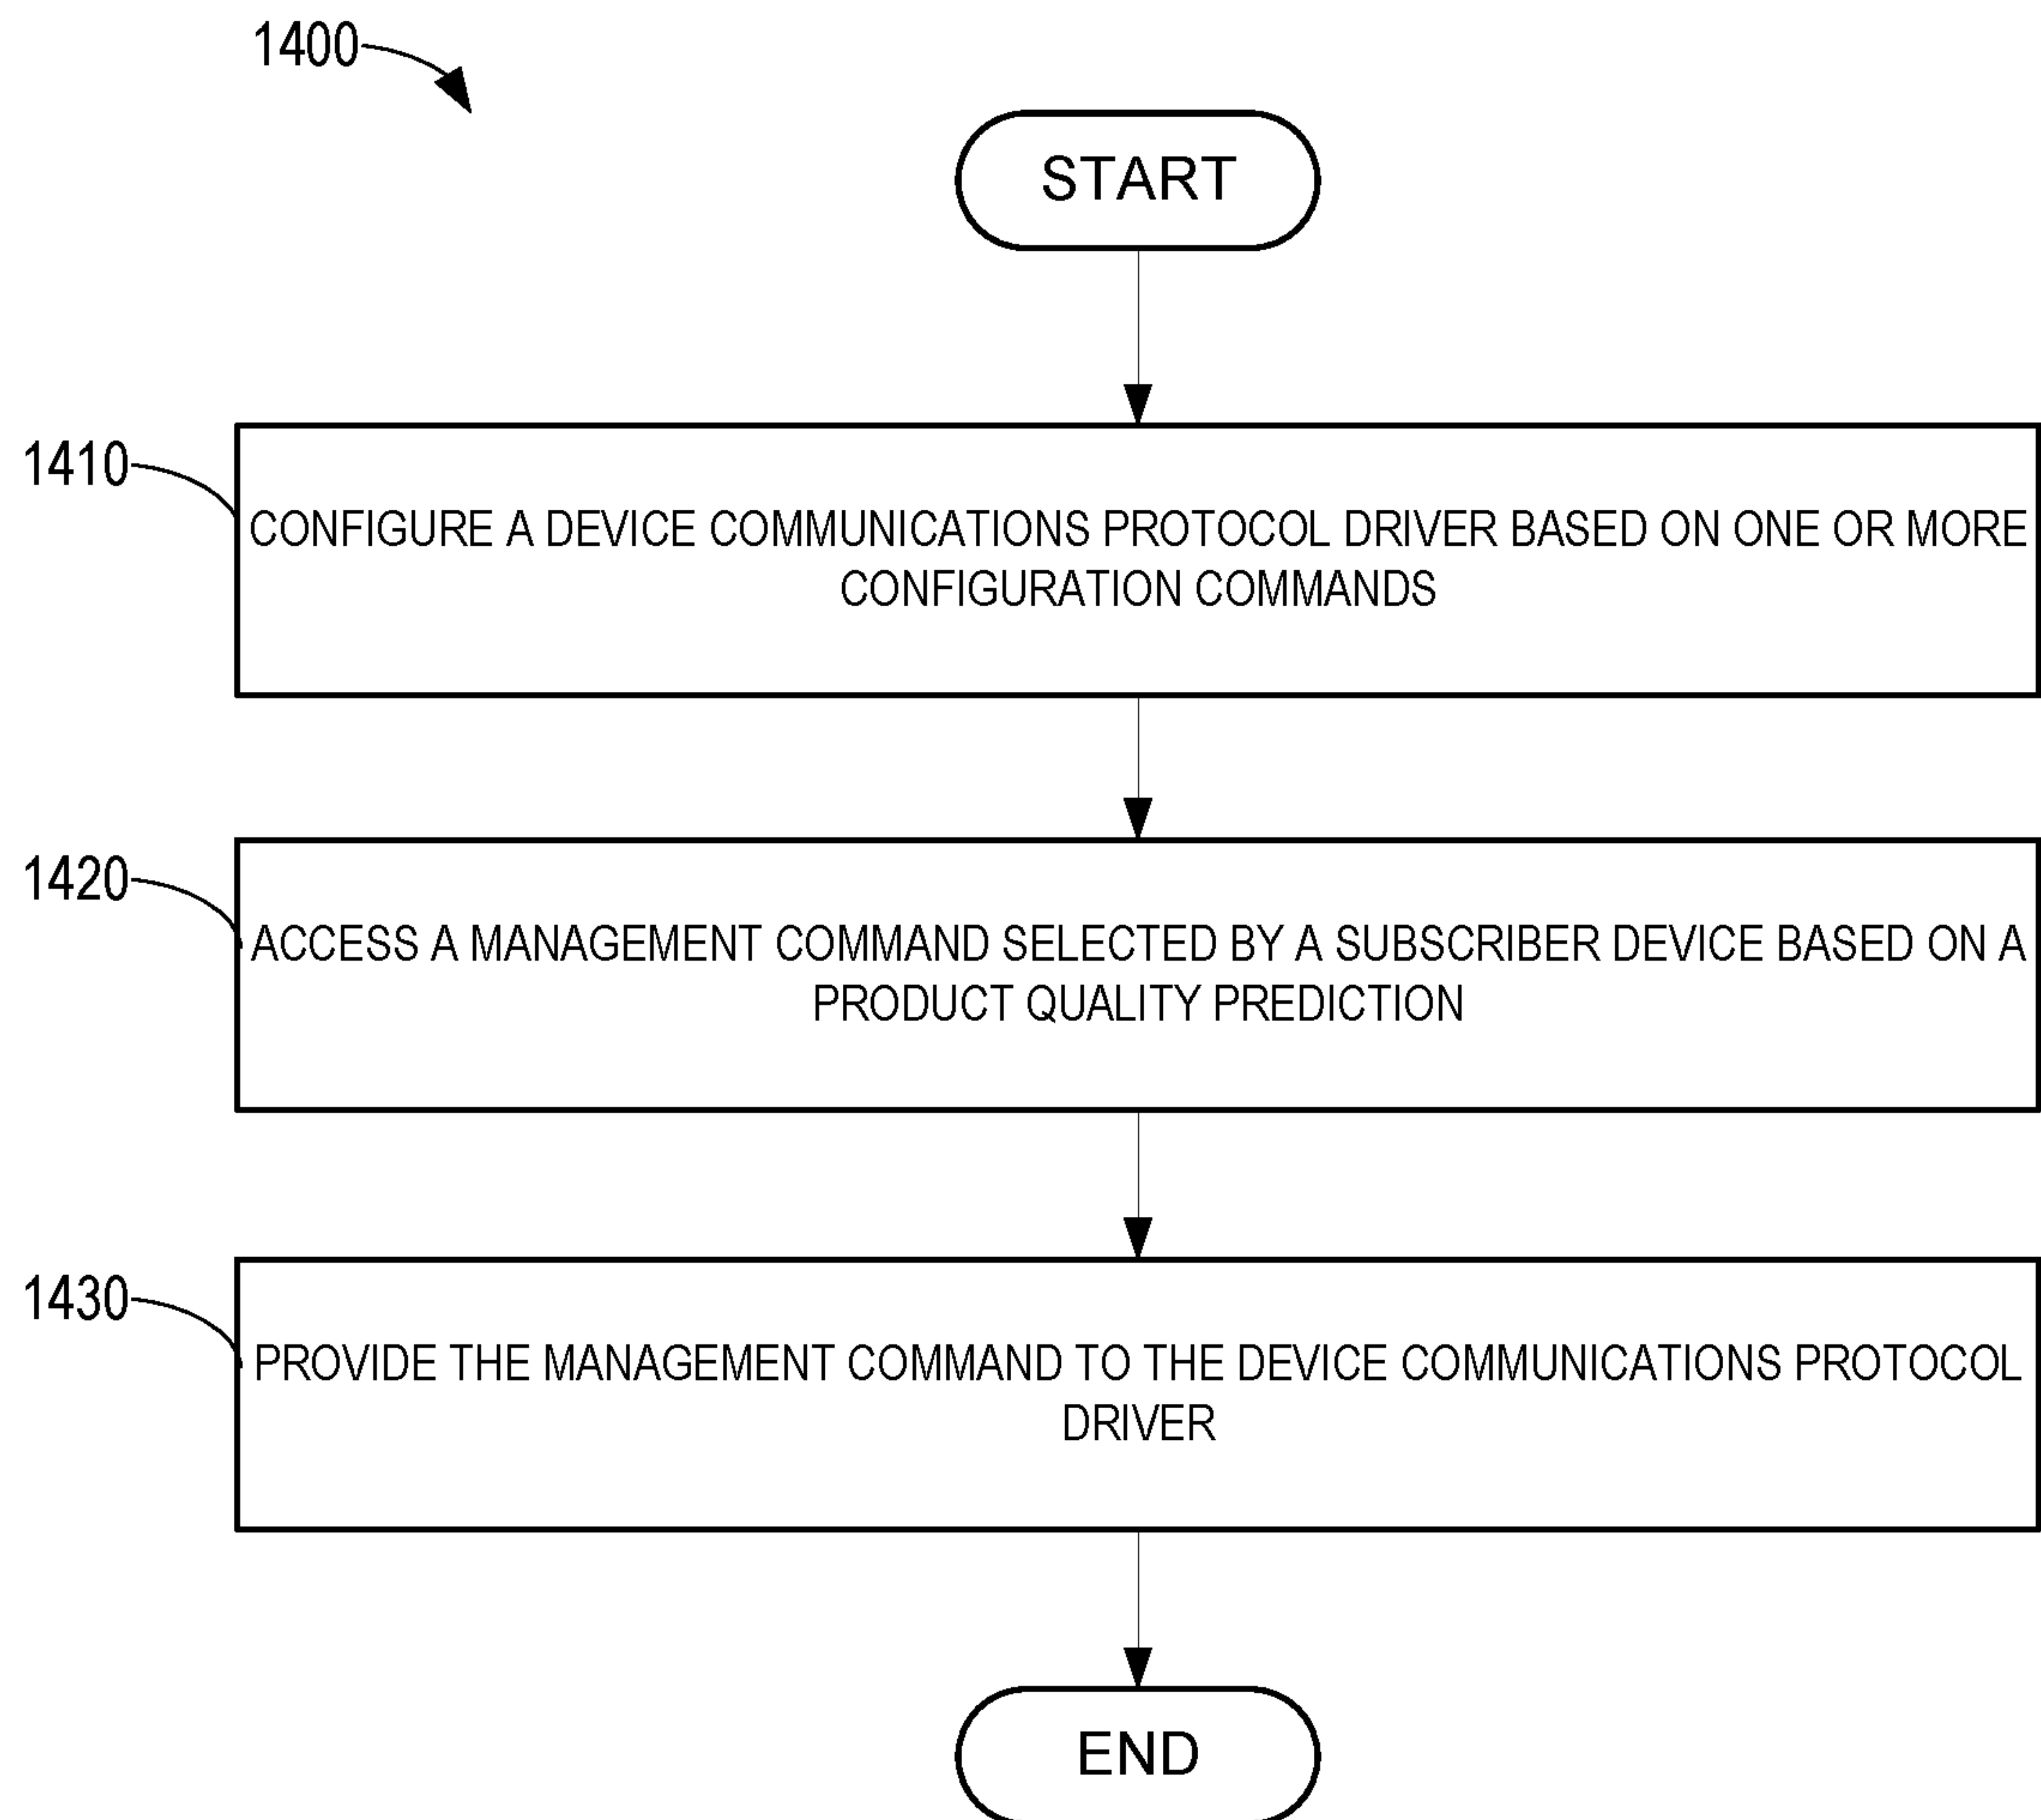 1400
START
1410
CONFIGURE A DEVICE COMMUNICATIONS PROTOCOL DRIVER BASED ON ONE OR MORE
CONFIGURATION COMMANDS
1420
ACCESS A MANAGEMENT COMMAND SELECTED BY A SUBSCRIBER DEVICE BASED ON A
PRODUCT QUALITY PREDICTION
1430
PROVIDE THE MANAGEMENT COMMAND TO THE DEVICE COMMUNICATIONS PROTOCOL
DRIVER
END